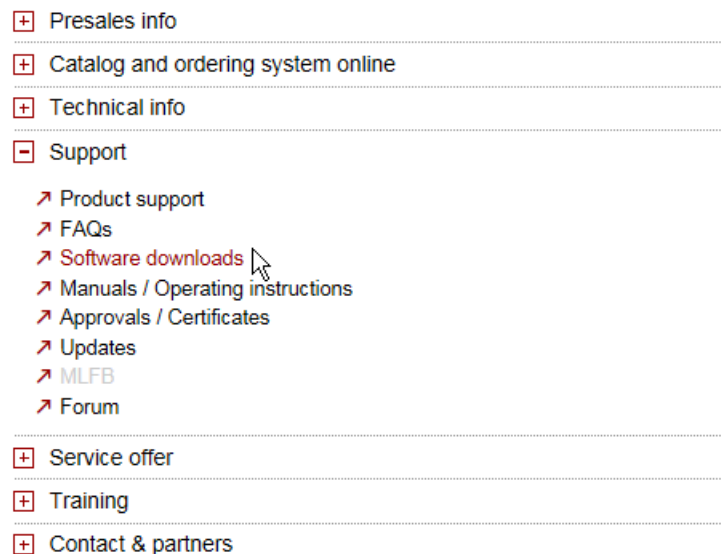 Presales info
Catalog and ordering system online
Technical info
Support
Product support
FAQs
Software downloads
Manuals / Operating instructions
Approvals / Certificates
Updates
MLFB
Forum
Service offer
Training
Contact & partners